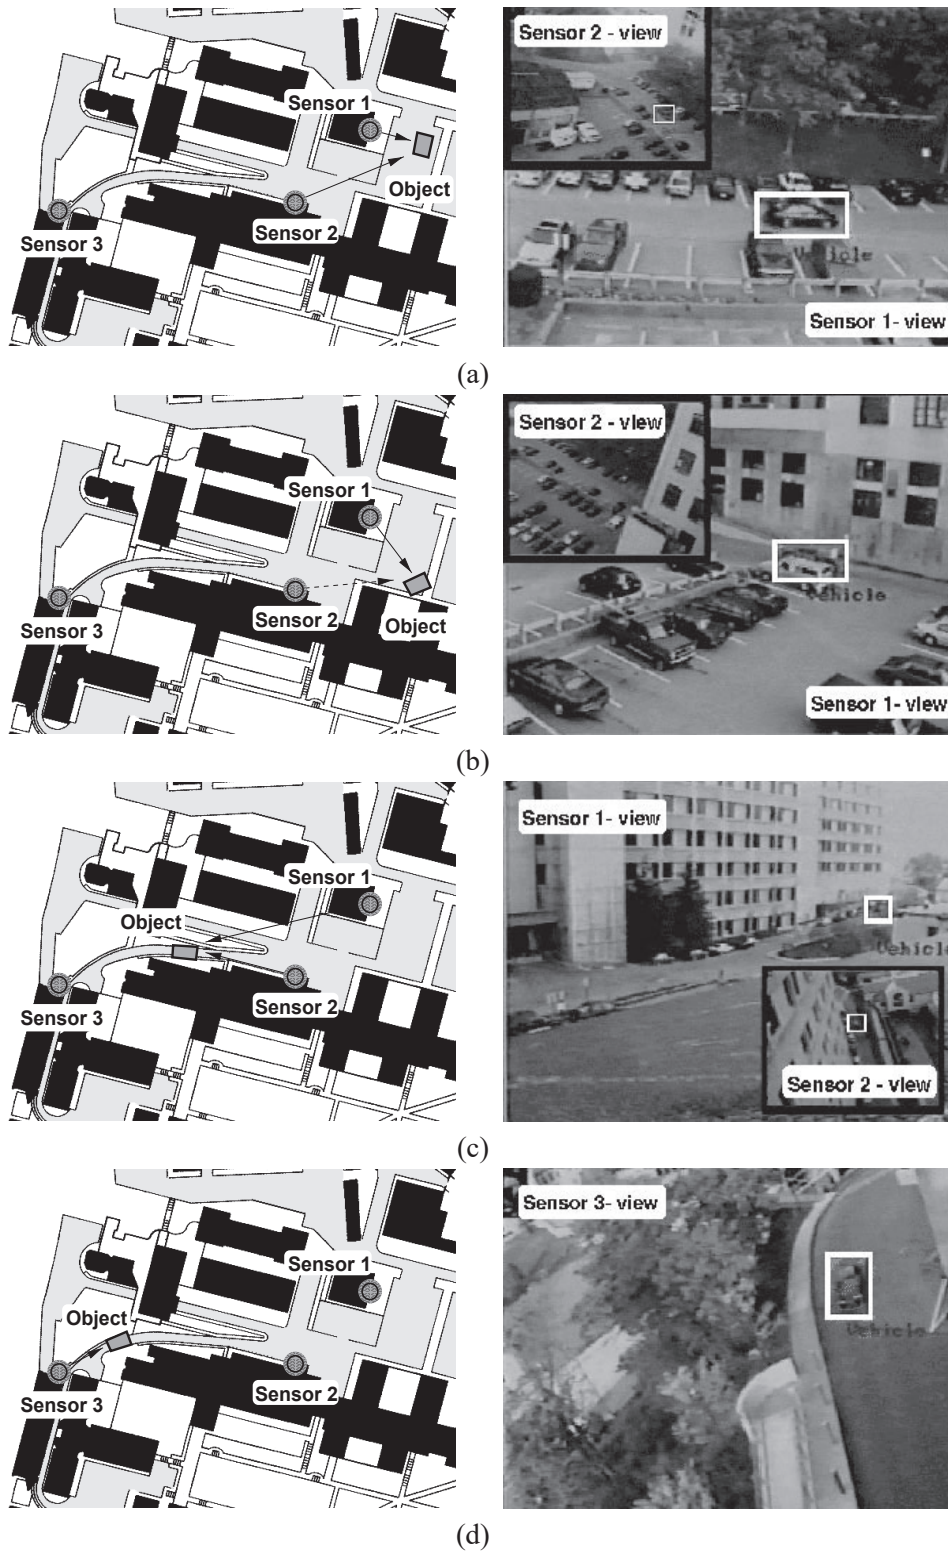 Sensor 1
Object
Sensor 2
Sensor 3
Sensor 2 - view
Vehicle
Sensor 1- view
(a)
Sensor 1
Sensor 2
Sensor 3
Object
Sensor 2 - view
Vehicle
Sensor 1- view
(b)
Sensor 1
Object
Sensor 2
Sensor 3
Sensor 1- view
Vehicle
Sensor 2 - view
(c)
Sensor 1
Object
Sensor 2
Sensor 3
Sensor 3- view
Vehicle
(d)